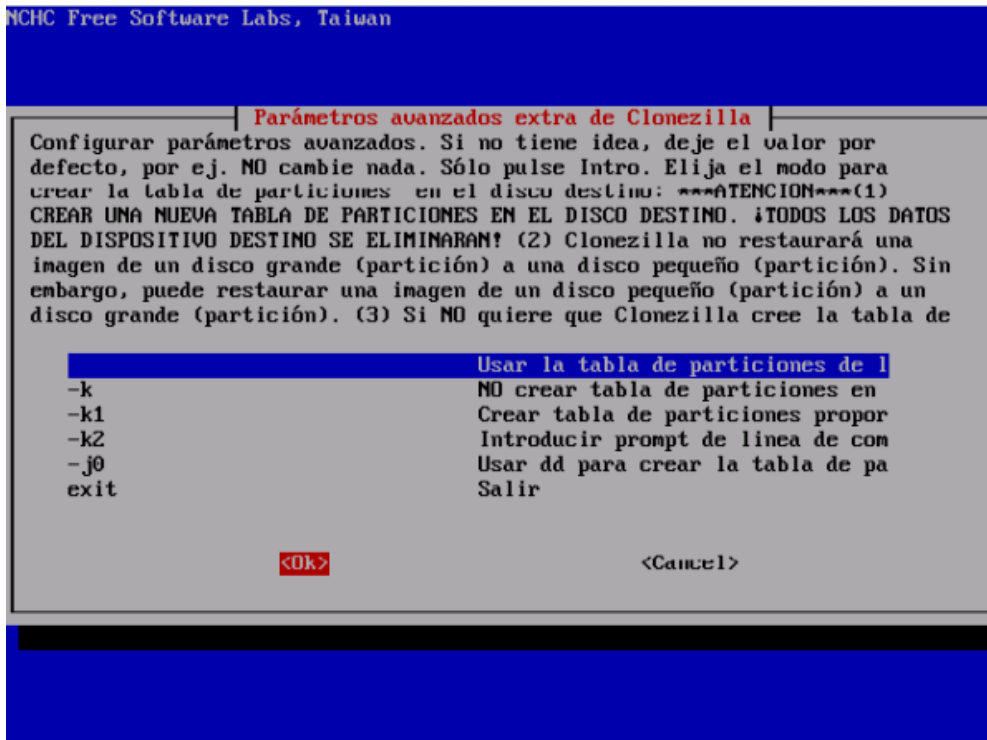 NCHC Free Software Labs, Taiwan
Parámetros avanzados extra de Clonezilla
Configurar parámetros avanzados. Si no tiene idea, deje el valor por
defecto, por ej. NO cambie nada. Sólo pulse Intro. Elija el modo para
crear la tabla de particiones en el disco destino: ***ATENCION***(1)
CREAR UNA NUEVA TABLA DE PARTICIONES EN EL DISCO DESTINO. ¡TODOS LOS DATOS
DEL DISPOSITIVO DESTINO SE ELIMINARAN! (2) Clonezilla no restaurará una
imagen de un disco grande (partición) a una disco pequeño (partición). Sin
embargo, puede restaurar una imagen de un disco pequeño (partición) a un
disco grande (partición). (3) Si NO quiere que Clonezilla cree la tabla de
Usar la tabla de particiones de l
-k NO crear tabla de particiones en
-k1 Crear tabla de particiones propor
-k2 Introducir prompt de linea de com
-j0 Usar dd para crear la tabla de pa
exit Salir
<Ok> <Cancel>